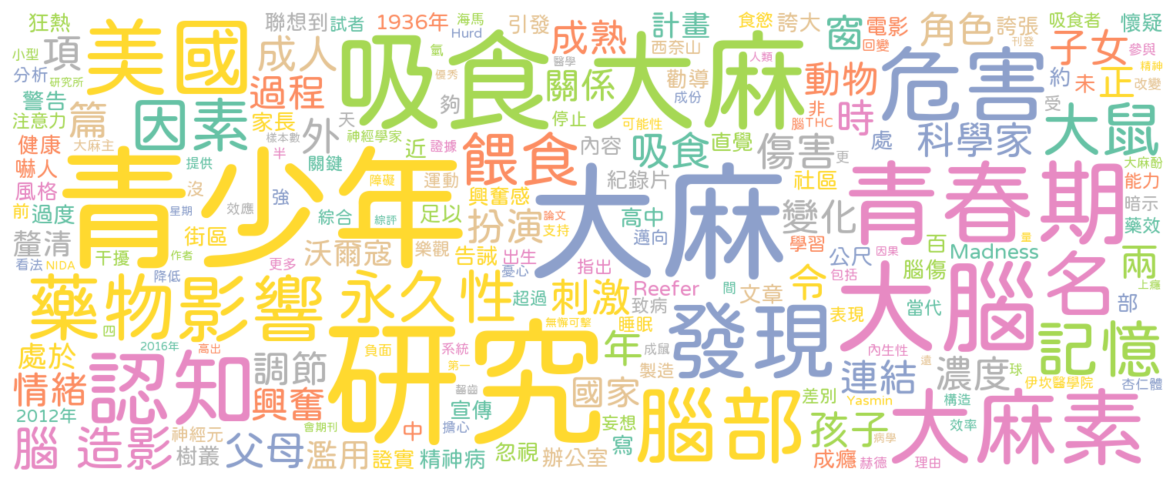 狂熱
聯想到
試者
1936年
海馬
Hurd
引發
計畫
誇大
電影
誇張
吸食者
懷疑
小型
研究所
美國
項
成人
氫
優秀
吸食大麻
醫學
成熟
西奈山
窗
角色
回變
刊登
子女
參與
精神
改變
分析
警告
注意力
大麻主
因素
過程
家長
夠
天
停止
關係
勸導
成份
人類
動物
危害
約
未
正
篇
外
神經學家
樣本數
可能性
腦
非
THC
時
受
大鼠
健康
嚇人
提供
半
近
證據
餵食
內容
吸食
直覺
傷害
更
處
科學家
大麻酚
風格
沒
關鍵
障礙
運動
興奮感
紀錄片
社區
能力
前
過度
星期
效應
強
青少年
綜合
綜評
足以
扮演
論文
支持
高中
大麻
變化
青春期
暗示
藥效
釐清
街區
沃爾寇
樂觀
告誡
出生
邁向
學習
公尺
因果
百
Madness
量
兩
看法
NIDA
干擾
作者
降低
更多
憂心
指出
間
文章
令
包括
腦傷
上癮
藥物影響
永久性
超過
刺激
Reefer
致病
表現
大腦
當代
名
部
四
2016年
高出
負面
系統
第一
無懈可擊
睡眠
成鼠
年
發現
內生性
還
記憶
處於
認知
調節
研究
齧齒
製造
連結
濃度
球
伊坎醫學院
杏仁體
情緒
興奮
國家
差別
Yasmin
構造
2012年
會期刊
宣傳
妄想
腦部
孩子
效率
大麻素
腦
造影
神經元
樹叢
父母
濫用
中
證實
擔心
精神病
忽視
寫
辦公室
成癮
病學
赫德
理由